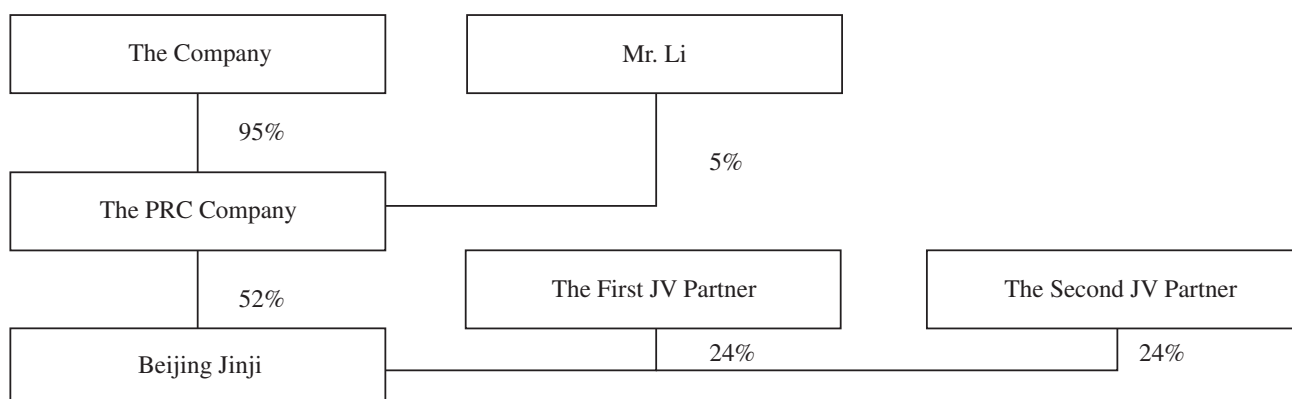 The Company
Mr. Li
95%
5%
The PRC Company
52%
The First JV Partner
The Second JV Partner
24%
24%
Beijing Jinji